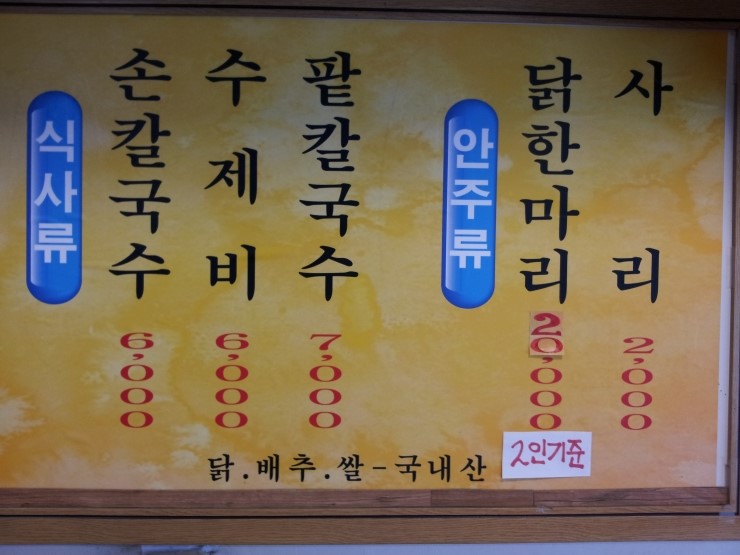 식사류
손칼국수 6,000
수제비 6,000
팥칼국수 7,000
안주류
닭한마리 20,000
사리 2,000
닭.배추.쌀-국내산
2인기준